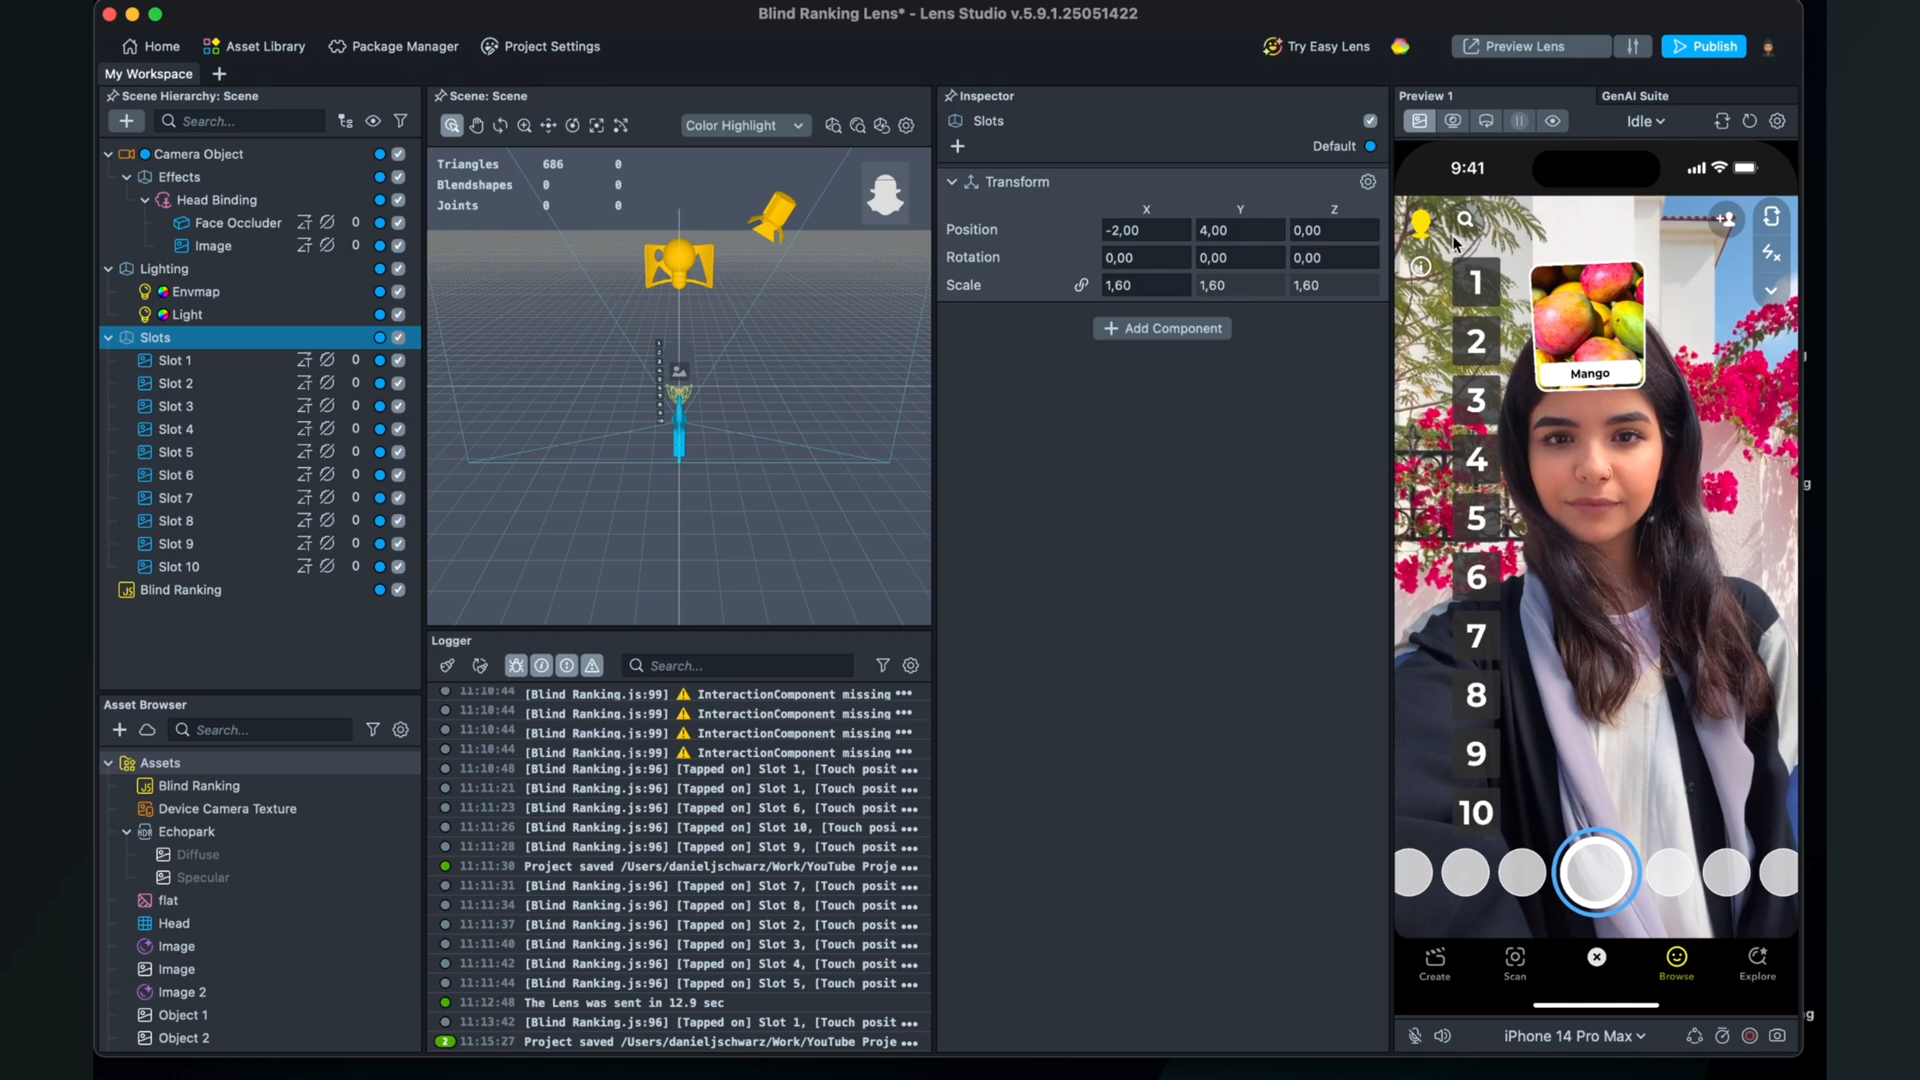 Blind Ranking Lens* - Lens Studio v.5.9.1.25051422
Home
Asset Library
Package Manager
Project Settings
Try Easy Lens
Preview Lens
Publish
My Workspace
Scene Hierarchy: Scene
Search...
Camera Object
Effects
Head Binding
Face Occluder 0
Image 0
Lighting
Envmap
Light
Slots
Slot 1 0
Slot 2 0
Slot 3 0
Slot 4 0
Slot 5 0
Slot 6 0
Slot 7 0
Slot 8 0
Slot 9 0
Slot 10 0
Blind Ranking
Asset Browser
Search...
Assets
Blind Ranking
Device Camera Texture
Echopark
Diffuse
Specular
flat
Head
Image
Image
Image 2
Object 1
Object 2
Scene: Scene
Color Highlight
Triangles 686 0
Blendshapes 0 0
Joints 0 0
Logger
Search...
11:10:44 [Blind Ranking.js:99] ⚠ InteractionComponent missing •••
11:10:44 [Blind Ranking.js:99] ⚠ InteractionComponent missing •••
11:10:44 [Blind Ranking.js:99] ⚠ InteractionComponent missing •••
11:10:44 [Blind Ranking.js:99] ⚠ InteractionComponent missing •••
11:10:48 [Blind Ranking.js:96] [Tapped on] Slot 1, [Touch posit •••
11:11:21 [Blind Ranking.js:96] [Tapped on] Slot 1, [Touch posit •••
11:11:23 [Blind Ranking.js:96] [Tapped on] Slot 6, [Touch posit •••
11:11:26 [Blind Ranking.js:96] [Tapped on] Slot 10, [Touch posi •••
11:11:28 [Blind Ranking.js:96] [Tapped on] Slot 9, [Touch posit •••
11:11:30 Project saved /Users/danieljschwarz/Work/YouTube Proje •••
11:11:31 [Blind Ranking.js:96] [Tapped on] Slot 7, [Touch posit •••
11:11:34 [Blind Ranking.js:96] [Tapped on] Slot 8, [Touch posit •••
11:11:37 [Blind Ranking.js:96] [Tapped on] Slot 2, [Touch posit •••
11:11:40 [Blind Ranking.js:96] [Tapped on] Slot 3, [Touch posit •••
11:11:42 [Blind Ranking.js:96] [Tapped on] Slot 4, [Touch posit •••
11:11:44 [Blind Ranking.js:96] [Tapped on] Slot 5, [Touch posit •••
11:12:48 The Lens was sent in 12.9 sec
11:13:42 [Blind Ranking.js:96] [Tapped on] Slot 1, [Touch posit •••
2 11:15:27 Project saved /Users/danieljschwarz/Work/YouTube Proje •••
Inspector
Slots
Default
Transform
X Y Z
Position -2,00 4,00 0,00
Rotation 0,00 0,00 0,00
Scale 1,60 1,60 1,60
Add Component
Preview 1
GenAI Suite
Idle
9:41
1
2
3
4
5
6
7
8
9
10
Mango
Create
Scan
Browse
Explore
iPhone 14 Pro Max